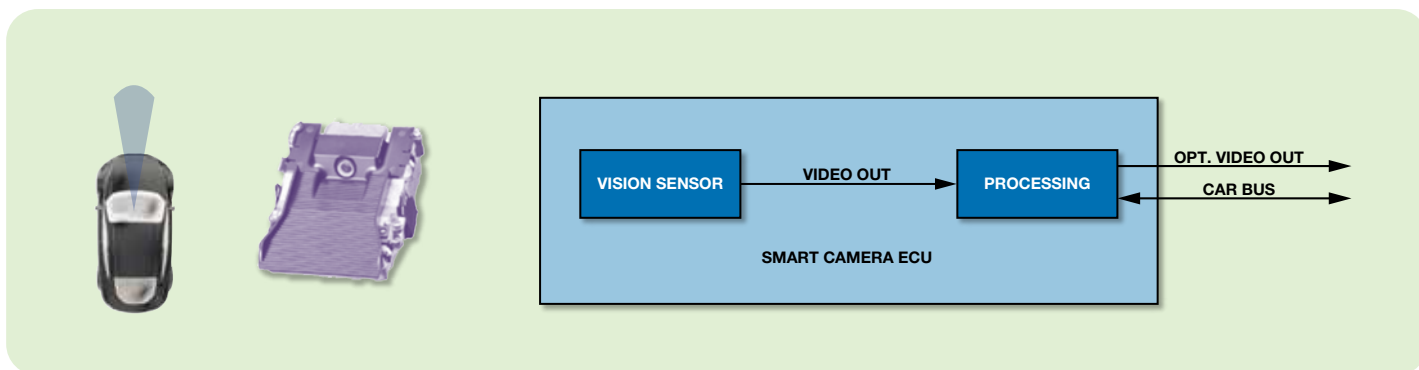 VISION SENSOR
VIDEO OUT
PROCESSING
OPT. VIDEO OUT
CAR BUS
SMART CAMERA ECU